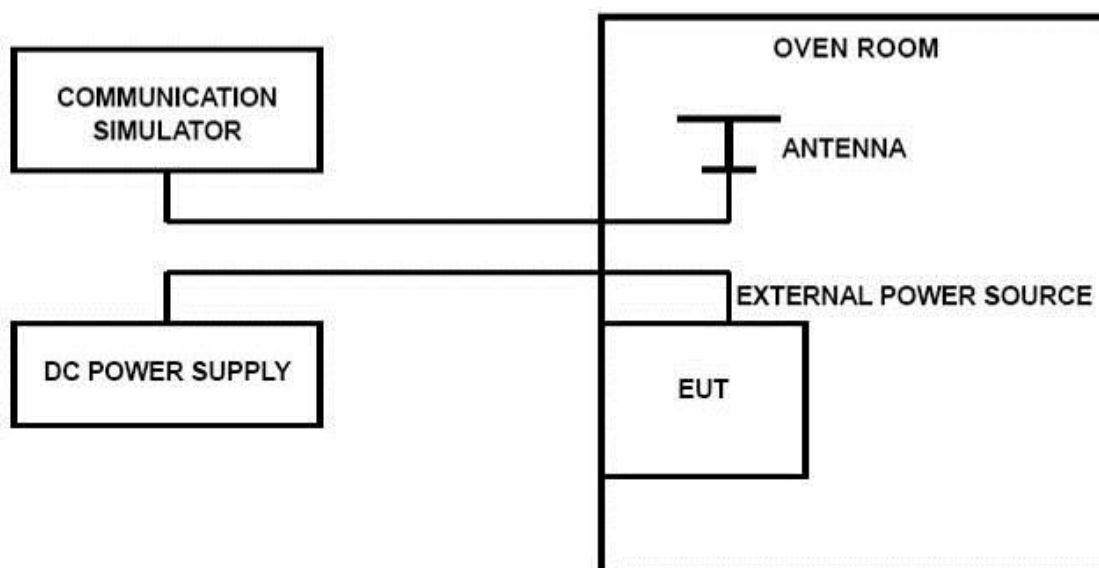 OVEN ROOM
COMMUNICATION
SIMULATOR
ANTENNA
EXTERNAL POWER SOURCE
DC POWER SUPPLY
EUT